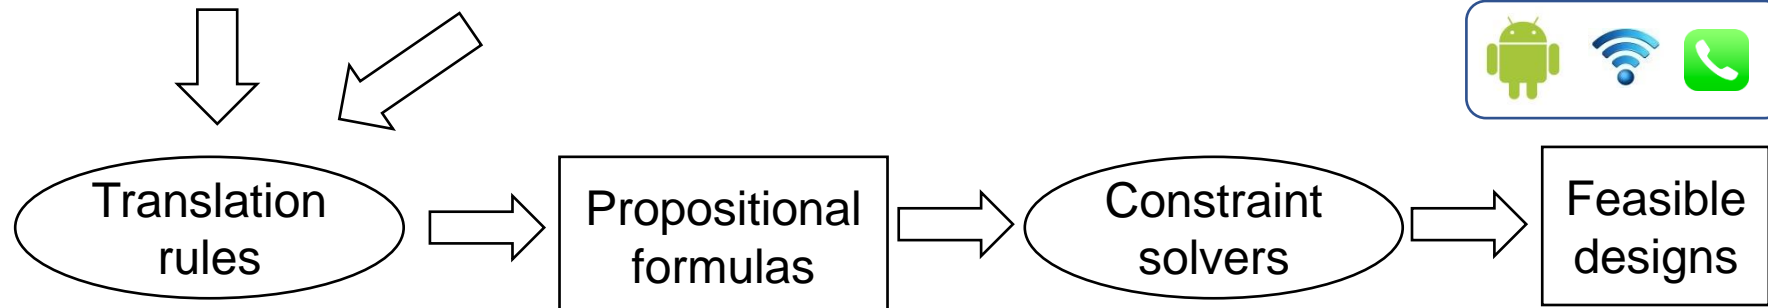 Translation
rules
Propositional
formulas
Constraint
solvers
Feasible
designs